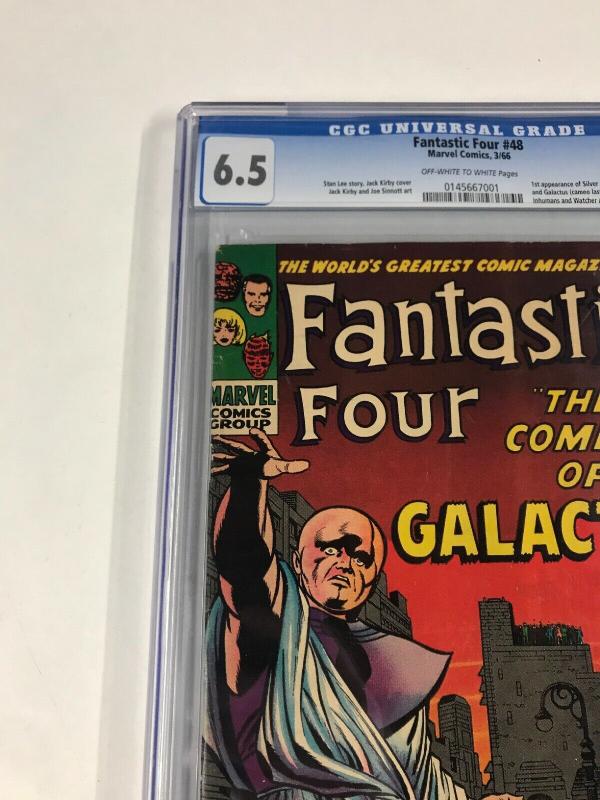 CGC UNIVERSAL GRADE
6.5
Fantastic Four #48
Marvel Comics, 3/66
OFF-WHITE TO WHITE Pages
Stan Lee story, Jack Kirby cover
Jack Kirby and Joe Sinnott art
0145667001
1st appearance of Silver
and Galactus (cameo last
Inhumans and Watcher
THE WORLD'S GREATEST COMIC MAGAZ
FANTASTI
FOUR
MARVEL
COMICS
GROUP
"THE
COM
OF
GALACT